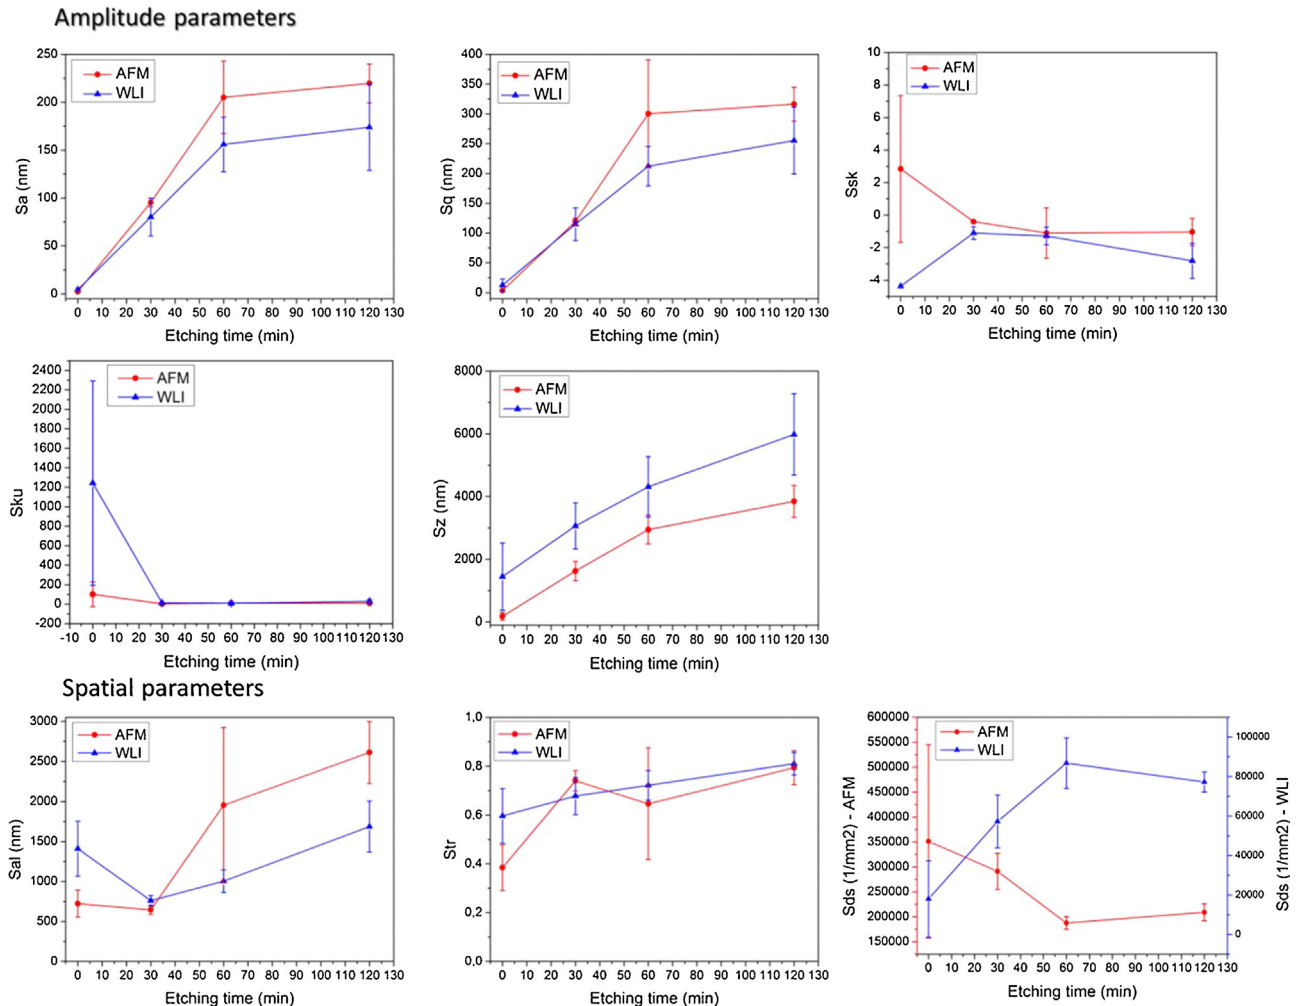 Amplitude parameters
250
200
150
100
50
0
Sa (nm)
AFM
WLI
0 10 20 30 40 50 60 70 80 90 100 110 120 130
Etching time (min)
400
350
300
250
200
150
100
50
0
Sq (nm)
AFM
WLI
0 10 20 30 40 50 60 70 80 90 100 110 120 130
Etching time (min)
10
8
6
4
2
0
-2
-4
Ssk
AFM
WLI
0 10 20 30 40 50 60 70 80 90 100 110 120 130
Etching time (min)
2400
2200
2000
1800
1600
1400
1200
1000
800
600
400
200
0
-200
Sku
AFM
WLI
-10 0 10 20 30 40 50 60 70 80 90 100 110 120 130
Etching time (min)
8000
6000
4000
2000
0
Sz (nm)
AFM
WLI
0 10 20 30 40 50 60 70 80 90 100 110 120 130
Etching time (min)
Spatial parameters
3000
2500
2000
1500
1000
500
0
Sal (nm)
AFM
WLI
0 10 20 30 40 50 60 70 80 90 100 110 120 130
Etching time (min)
1,0
0,8
0,6
0,4
0,2
0,0
Str
AFM
WLI
0 10 20 30 40 50 60 70 80 90 100 110 120 130
Etching time (min)
600000
550000
500000
450000
400000
350000
300000
250000
200000
150000
Sds (1/mm2) - AFM
AFM
WLI
100000
80000
60000
40000
20000
0
Sds (1/mm2) - WLI
0 10 20 30 40 50 60 70 80 90 100 110 120 130
Etching time (min)